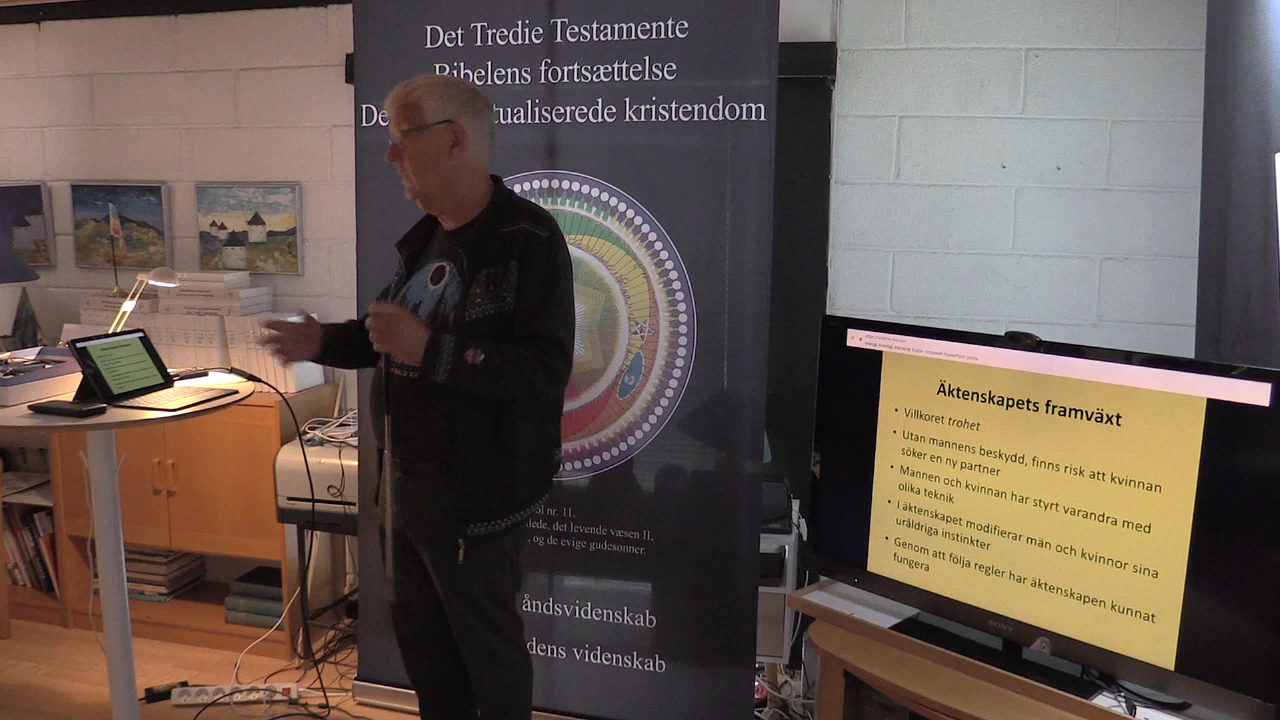 Det Tredie Testamente
Bibelens fortsættelse
De tualiserede kristendom
nr. 11.
det levende væsen II,
og de evige gudesønner.
åndsvidenskab
dens videnskab
Äktenskapets framväxt
• Villkoret trohet
• Utan mannens beskydd, finns risk att kvinnan
söker en ny partner
• Mannen och kvinnan har styrt varandra med
olika teknik
• I äktenskapet modifierar män och kvinnor sina
uråldriga instinkter
• Genom att följa regler har äktenskapen kunnat
fungera
SONY